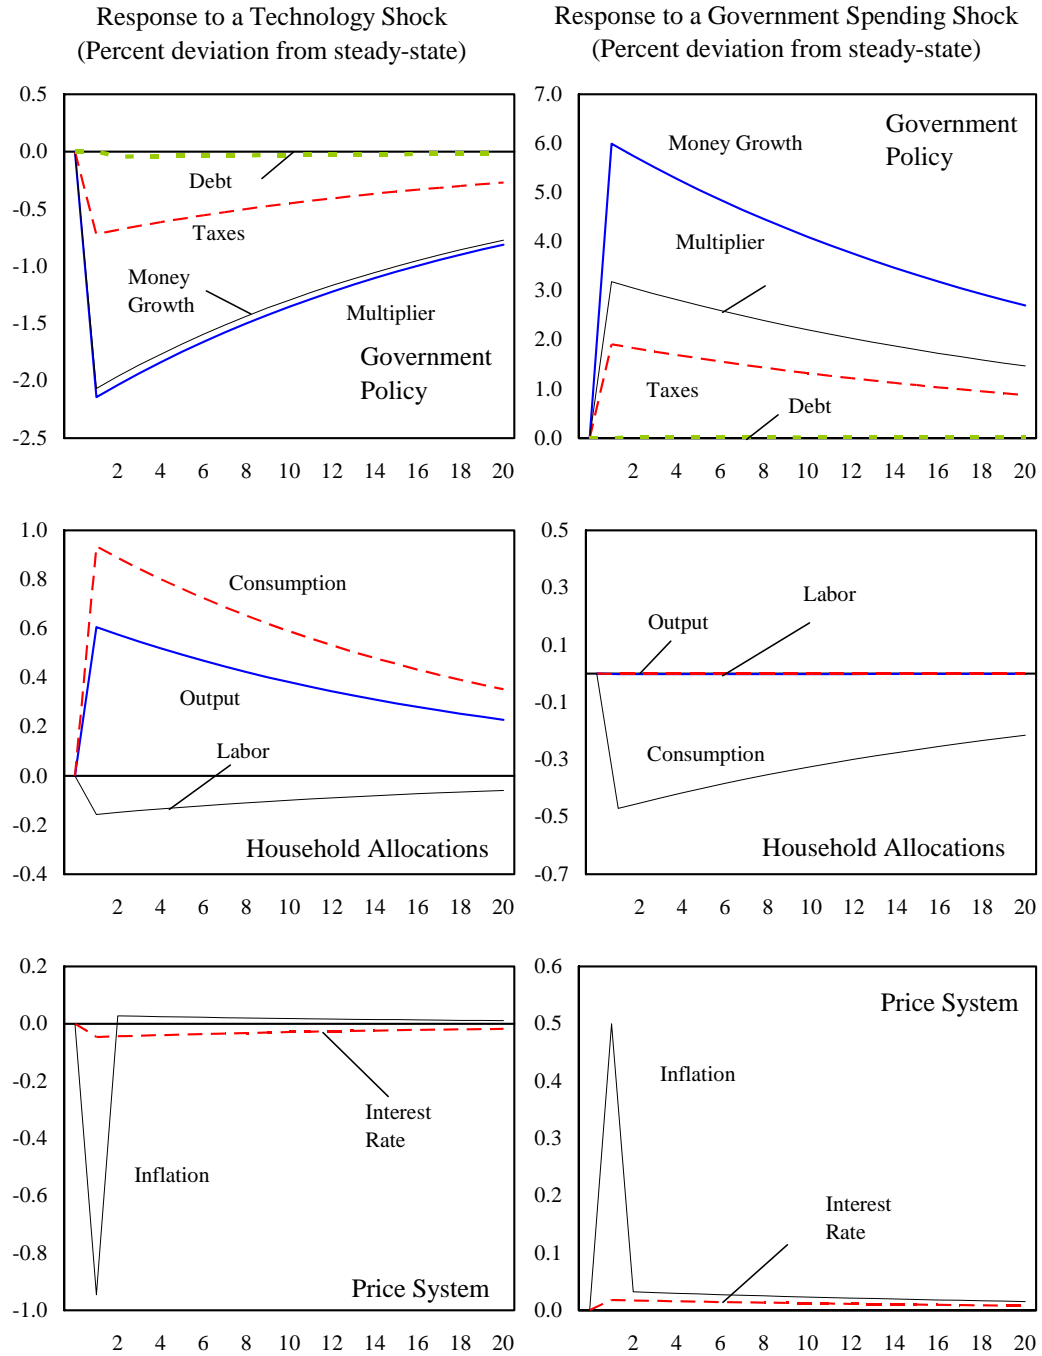 Response to a Technology Shock
(Percent deviation from steady-state)
0.5
0.0
-0.5
-1.0
-1.5
-2.0
-2.5
Debt
Taxes
Money
Growth
Multiplier
Government
Policy
2 4 6 8 10 12 14 16 18 20
Response to a Government Spending Shock
(Percent deviation from steady-state)
7.0
6.0
5.0
4.0
3.0
2.0
1.0
0.0
Government
Policy
Money Growth
Multiplier
Taxes
Debt
2 4 6 8 10 12 14 16 18 20
1.0
0.8
0.6
0.4
0.2
0.0
-0.2
-0.4
Consumption
Output
Labor
Household Allocations
2 4 6 8 10 12 14 16 18 20
0.5
0.3
0.1
-0.1
-0.3
-0.5
-0.7
Labor
Output
Consumption
Household Allocations
2 4 6 8 10 12 14 16 18 20
0.2
0.0
-0.2
-0.4
-0.6
-0.8
-1.0
Interest
Rate
Inflation
Price System
2 4 6 8 10 12 14 16 18 20
0.6
0.5
0.4
0.3
0.2
0.1
0.0
Price System
Inflation
Interest
Rate
2 4 6 8 10 12 14 16 18 20